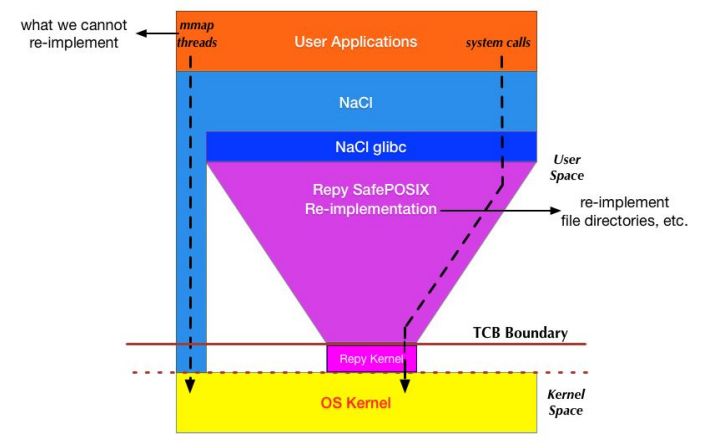 what we cannot
re-implement
mmap
threads
User Applications
system calls
NaCl
NaCl glibc
User
Space
Repy SafePOSIX
Re-implementation
re-implement
file directories, etc.
TCB Boundary
Repy Kernel
OS Kernel
Kernel
Space